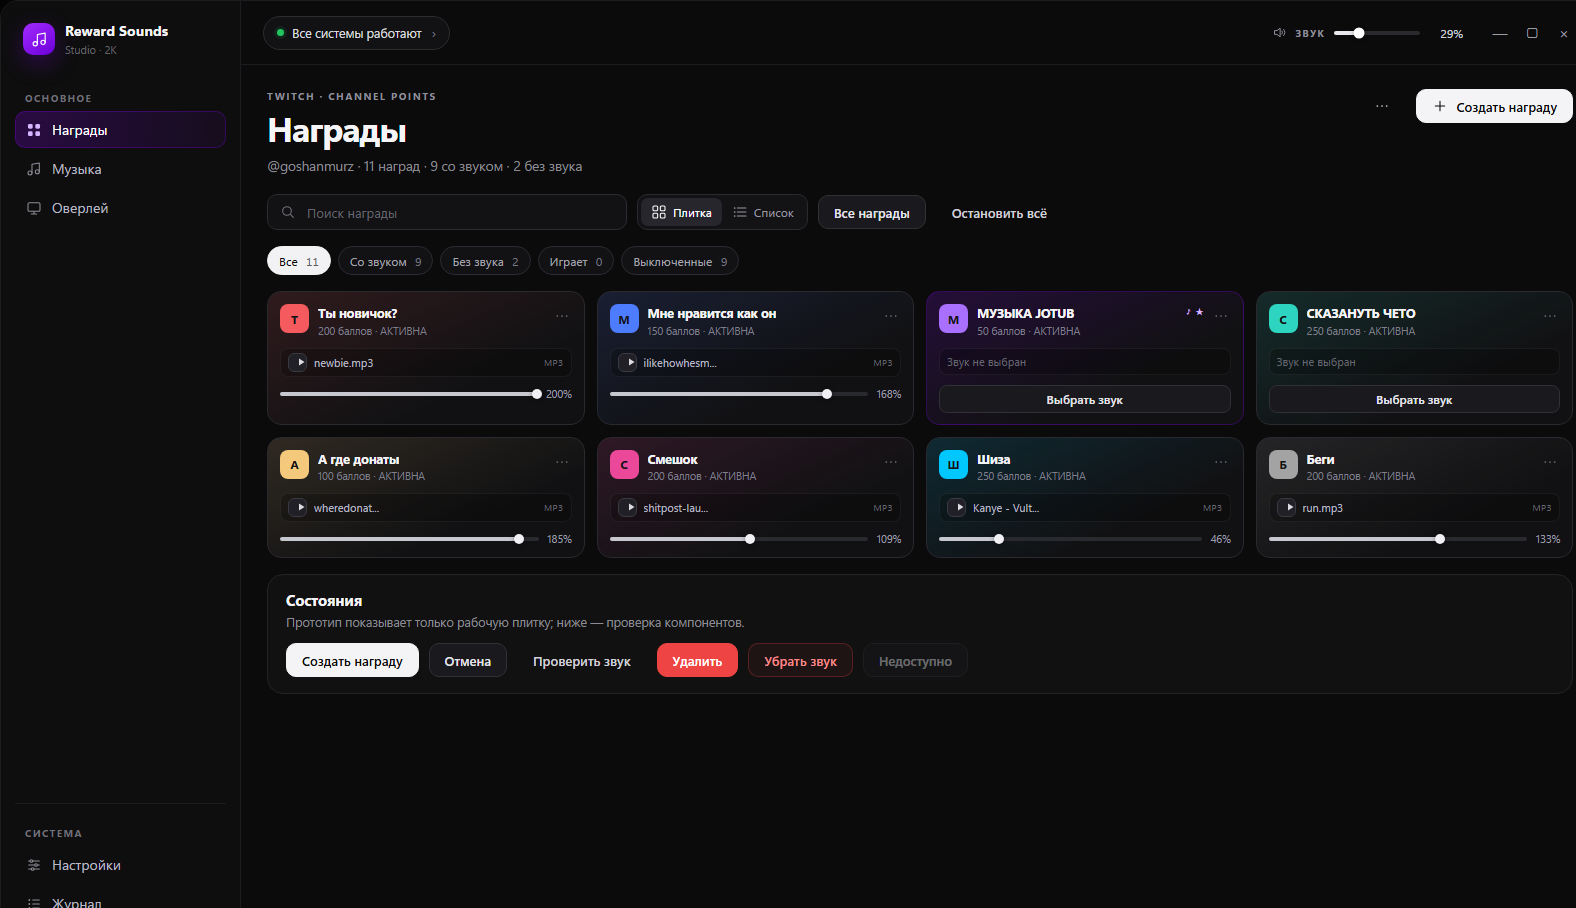 Reward Sounds
Studio · 2K
Все системы работают ›
ЗВУК 29%
ОСНОВНОЕ
Награды
Музыка
Оверлей
TWITCH · CHANNEL POINTS
Награды
@goshanmurz · 11 наград · 9 со звуком · 2 без звука
Создать награду
Поиск награды
Плитка Список
Все награды
Остановить всё
Все 11
Со звуком 9
Без звука 2
Играет 0
Выключенные 9
Т
Ты новичок?
200 баллов · АКТИВНА
newbie.mp3 MP3
200%
М
Мне нравится как он
150 баллов · АКТИВНА
ilikehowhesm... MP3
168%
М
МУЗЫКА JOTUB ♪ ★
50 баллов · АКТИВНА
Звук не выбран
Выбрать звук
С
СКАЗАНУТЬ ЧЕТО
250 баллов · АКТИВНА
Звук не выбран
Выбрать звук
А
А где донаты
100 баллов · АКТИВНА
wheredonat... MP3
185%
С
Смешок
200 баллов · АКТИВНА
shitpost-lau... MP3
109%
Ш
Шиза
250 баллов · АКТИВНА
Kanye - Vult... MP3
46%
Б
Беги
200 баллов · АКТИВНА
run.mp3 MP3
133%
Состояния
Прототип показывает только рабочую плитку; ниже — проверка компонентов.
Создать награду
Отмена
Проверить звук
Удалить
Убрать звук
Недоступно
СИСТЕМА
Настройки
Журнал